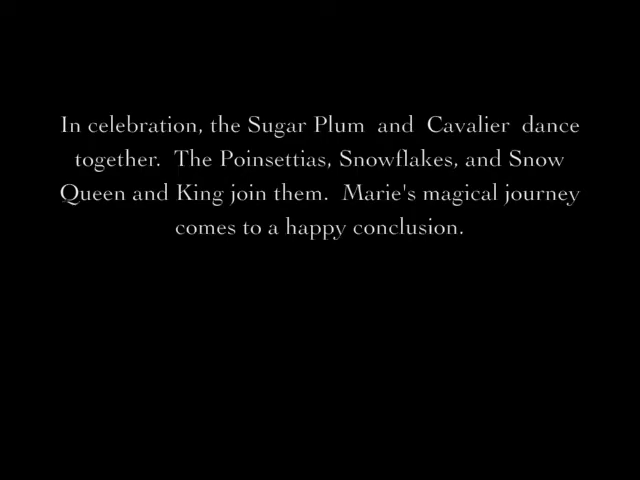 In celebration, the Sugar Plum  and  Cavalier  dance
together.  The Poinsettias, Snowflakes, and Snow
Queen and King join them.  Marie's magical journey
comes to a happy conclusion.